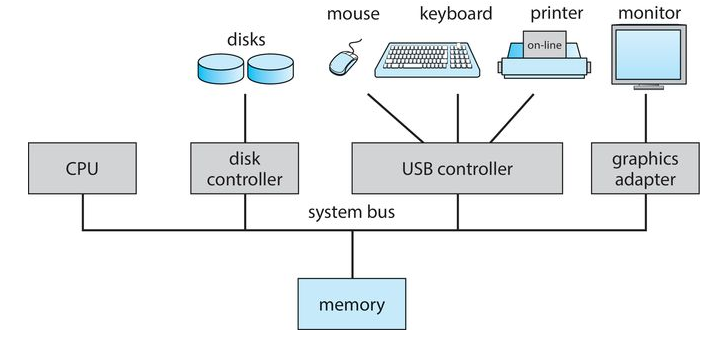 mouse
keyboard
printer
monitor
disks
on-line
CPU
disk
controller
USB controller
graphics
adapter
system bus
memory